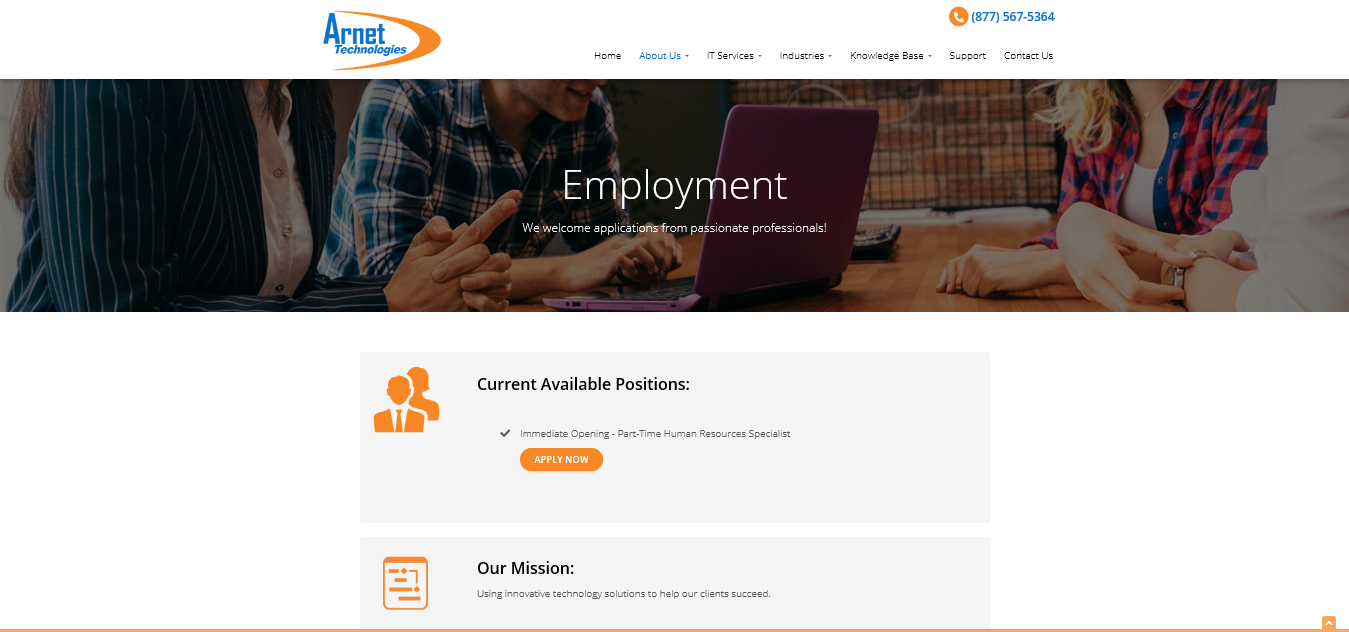 Arnet
Technologies
(877) 567-5364
Home About Us IT Services Industries Knowledge Base Support Contact Us
Employment
We welcome applications from passionate professionals!
Current Available Positions:
Immediate Opening - Part-Time Human Resources Specialist
APPLY NOW
Our Mission:
Using innovative technology solutions to help our clients succeed.